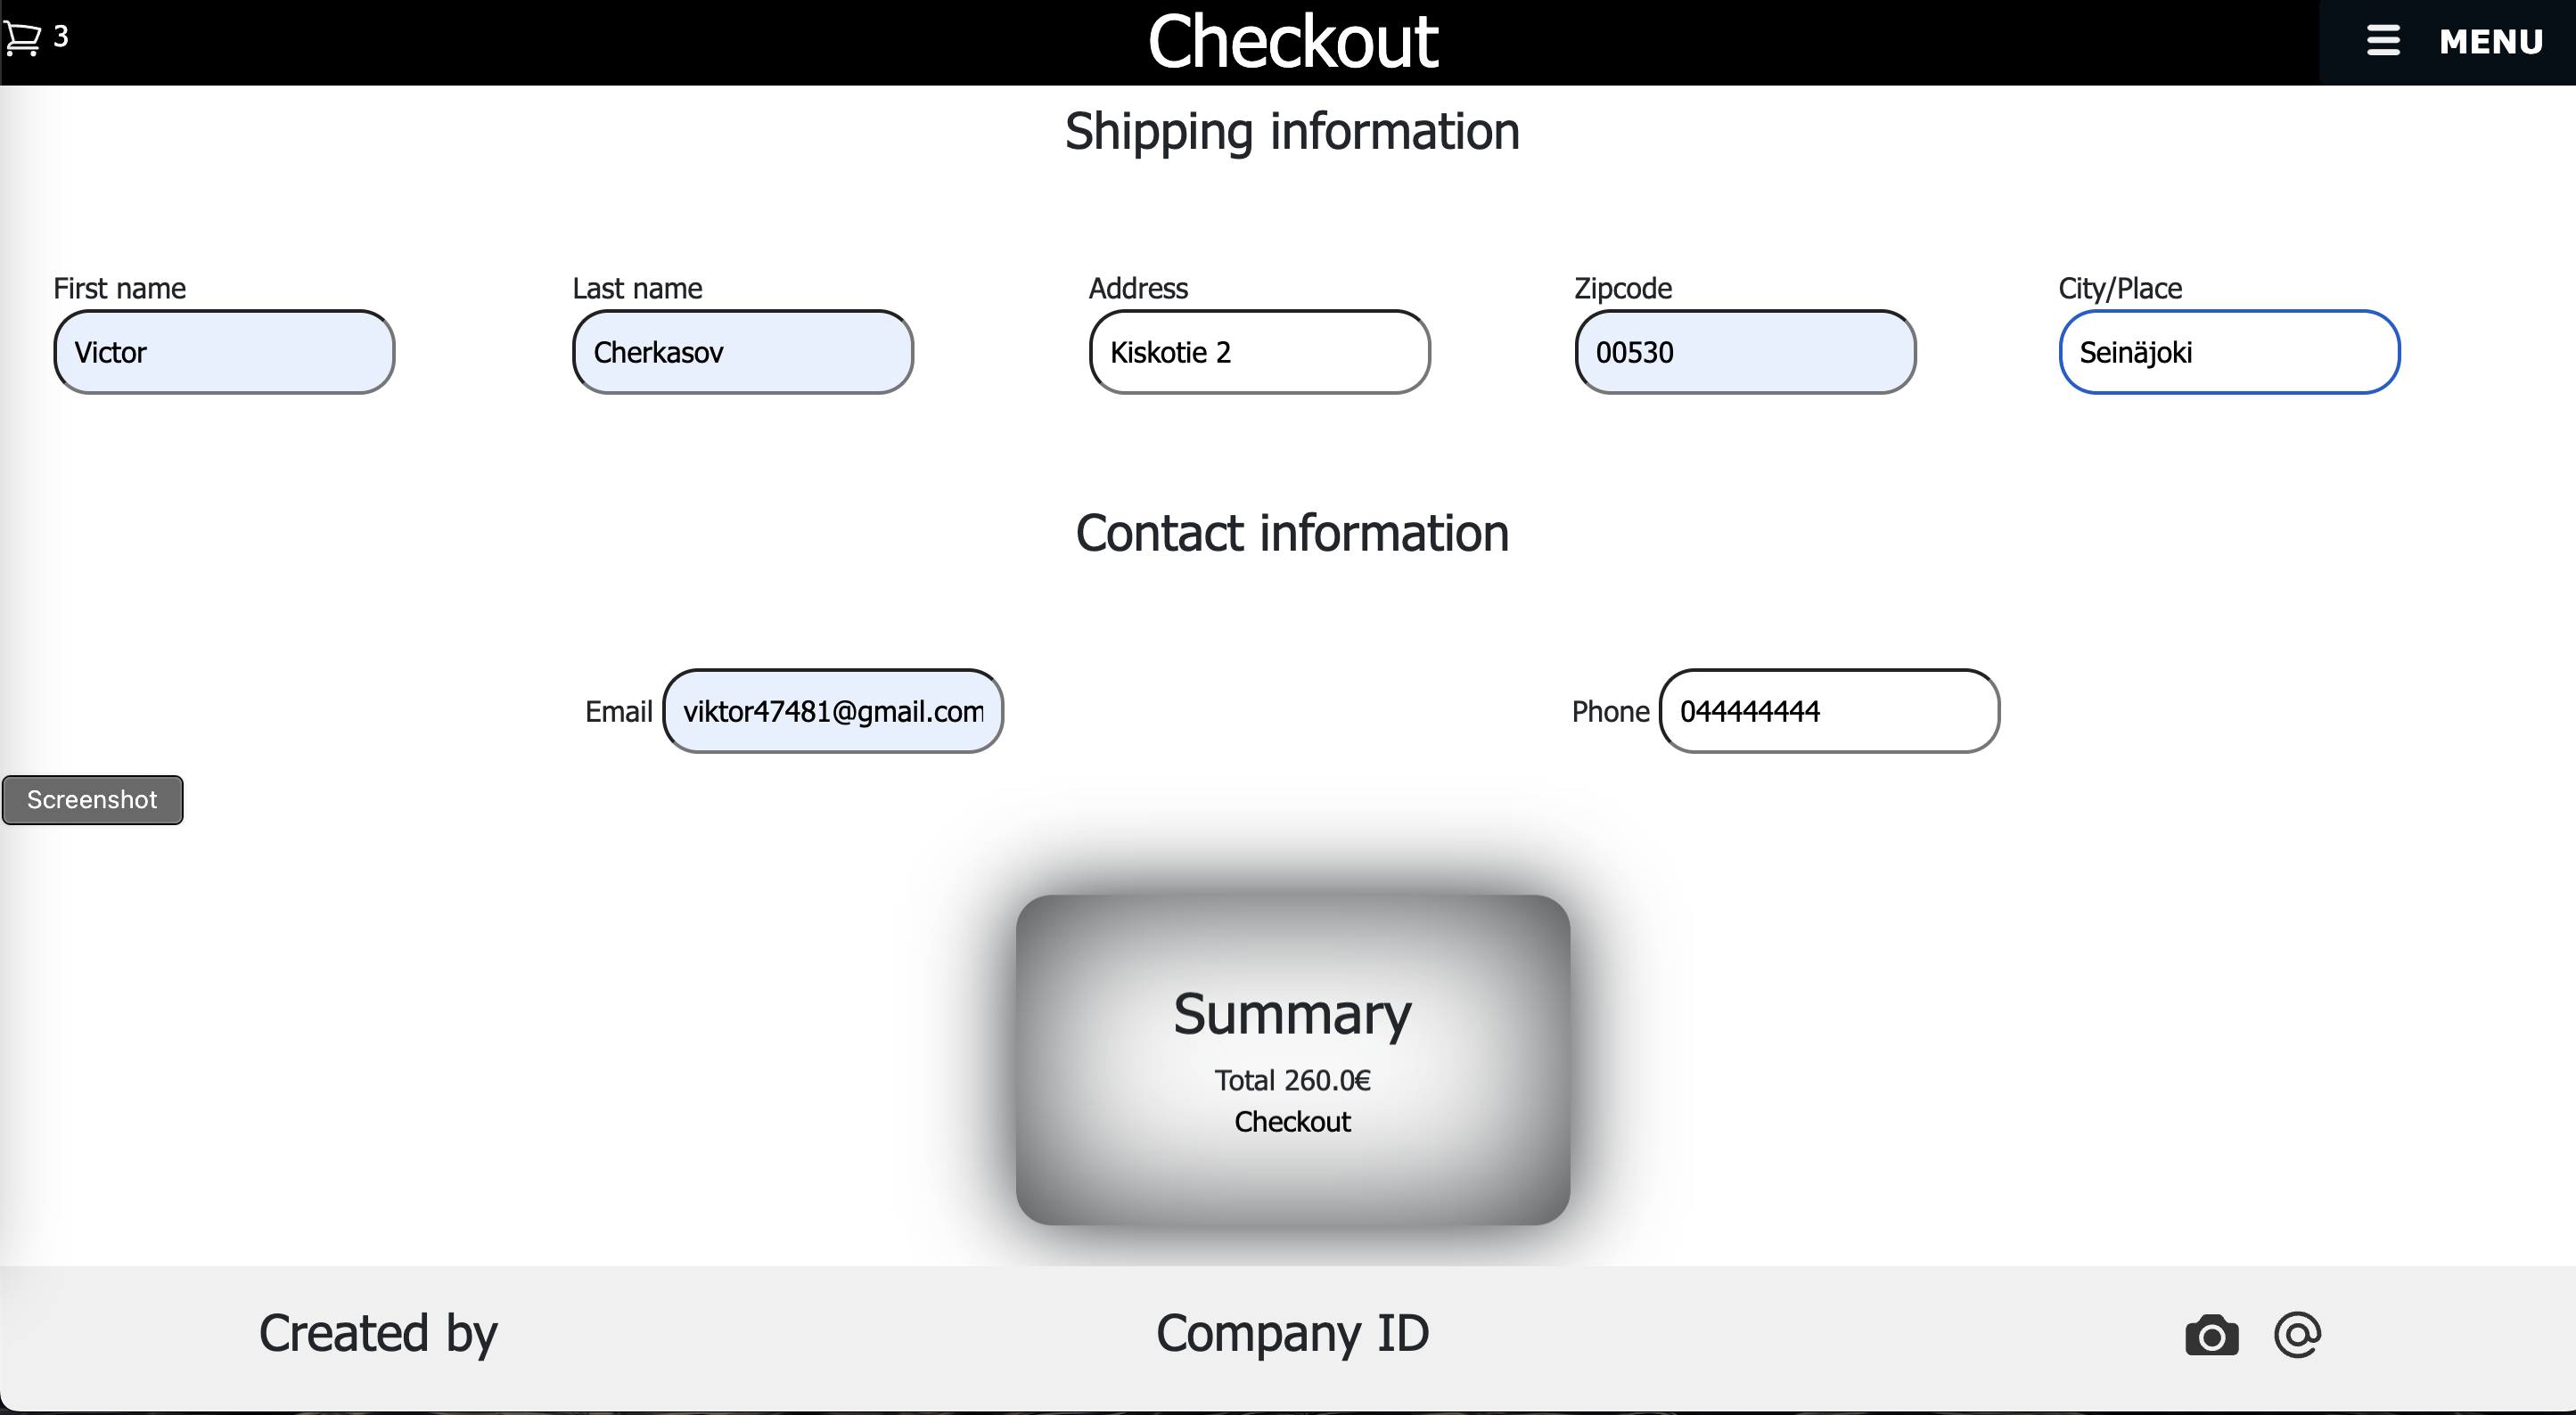 3
Checkout
MENU
Shipping information
First name
Last name
Address
Zipcode
City/Place
Victor
Cherkasov
Kiskotie 2
00530
Seinäjoki
Contact information
Email
viktor47481@gmail.com
Phone
044444444
Screenshot
Summary
Total 260.0€
Checkout
Created by
Company ID